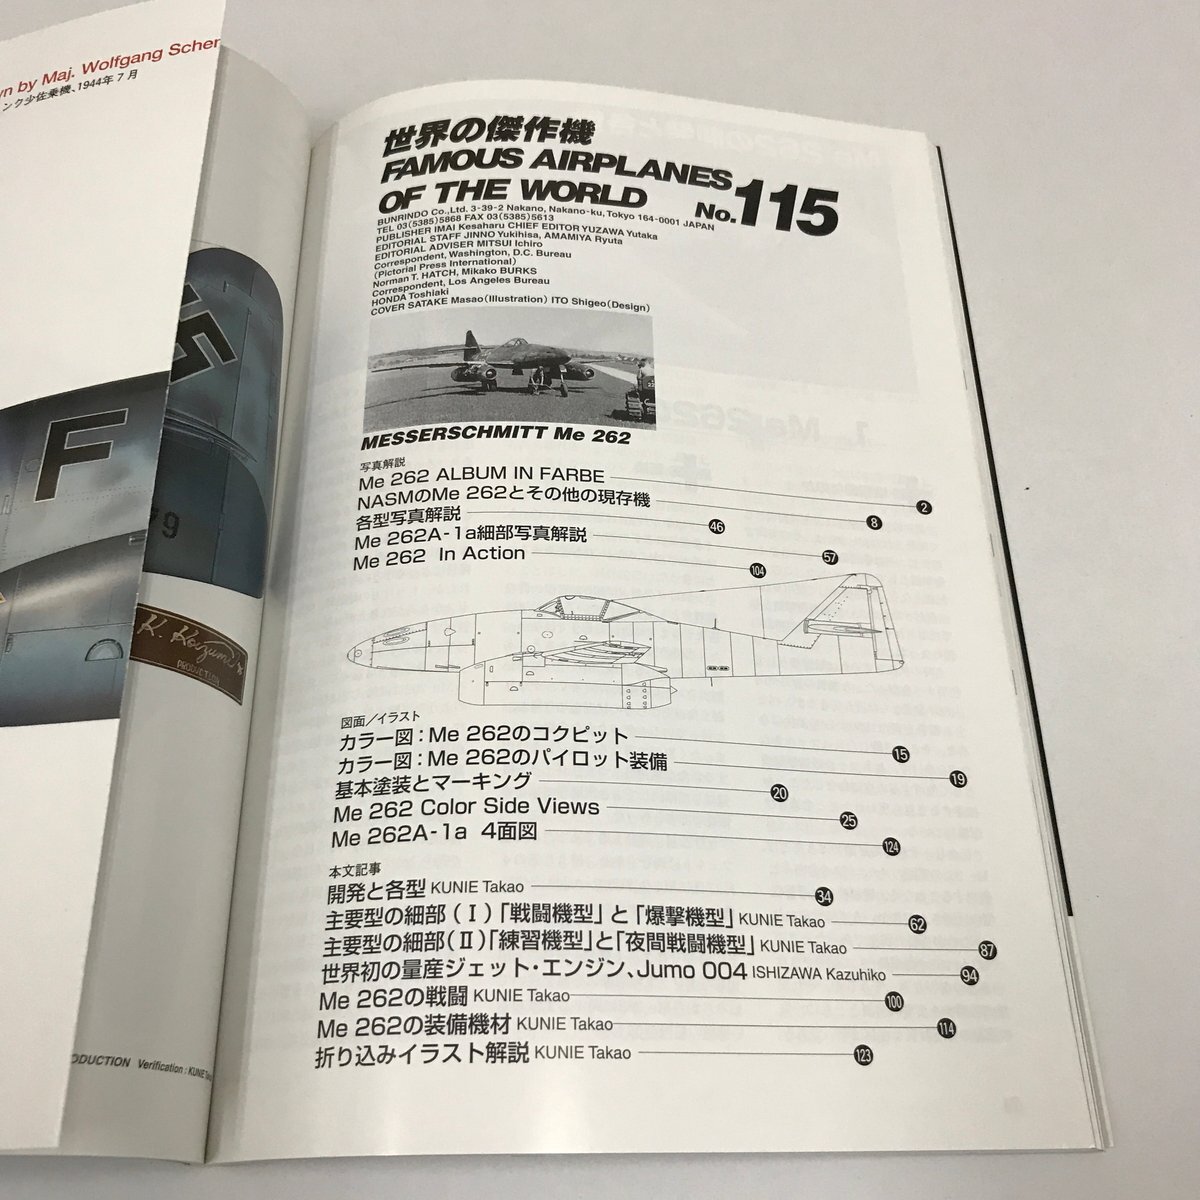 by Maj. Wolfgang Scher
ンク少佐乗機、1944年7月
F
K. Kazumi's
PRODUCTION
PRODUCTION Verification : KUNIE
世界の傑作機
FAMOUS AIRPLANES
OF THE WORLD No.115
BUNRINDO Co.,Ltd. 3-39-2 Nakano, Nakano-ku, Tokyo 164-0001 JAPAN
TEL 03(5385)5868 FAX 03(5385)5613
PUBLISHER IMAI Kesaharu CHIEF EDITOR YUZAWA Yutaka
EDITORIAL STAFF JINNO Yukihisa, AMAMIYA Ryuta
EDITORIAL ADVISER MITSUI Ichiro
Correspondent, Washington, D.C. Bureau
(Pictorial Press International)
Norman T. HATCH, Mikako BURKS
Correspondent, Los Angeles Bureau
HONDA Toshiaki
COVER SATAKE Masao(Illustration) ITO Shigeo(Design)
MESSERSCHMITT Me 262
写真解説
Me 262 ALBUM IN FARBE 2
NASMのMe 262とその他の現存機 8
各型写真解説 46
Me 262A-1a細部写真解説 57
Me 262 In Action 104
図面／イラスト
カラー図：Me 262のコクピット 15
カラー図：Me 262のパイロット装備 19
基本塗装とマーキング 20
Me 262 Color Side Views 25
Me 262A-1a 4面図 124
本文記事
開発と各型 KUNIE Takao 34
主要型の細部(Ⅰ)「戦闘機型」と「爆撃機型」KUNIE Takao 62
主要型の細部(Ⅱ)「練習機型」と「夜間戦闘機型」KUNIE Takao 87
世界初の量産ジェット・エンジン、Jumo 004 ISHIZAWA Kazuhiko 94
Me 262の戦闘 KUNIE Takao 100
Me 262の装備機材 KUNIE Takao 114
折り込みイラスト解説 KUNIE Takao 123